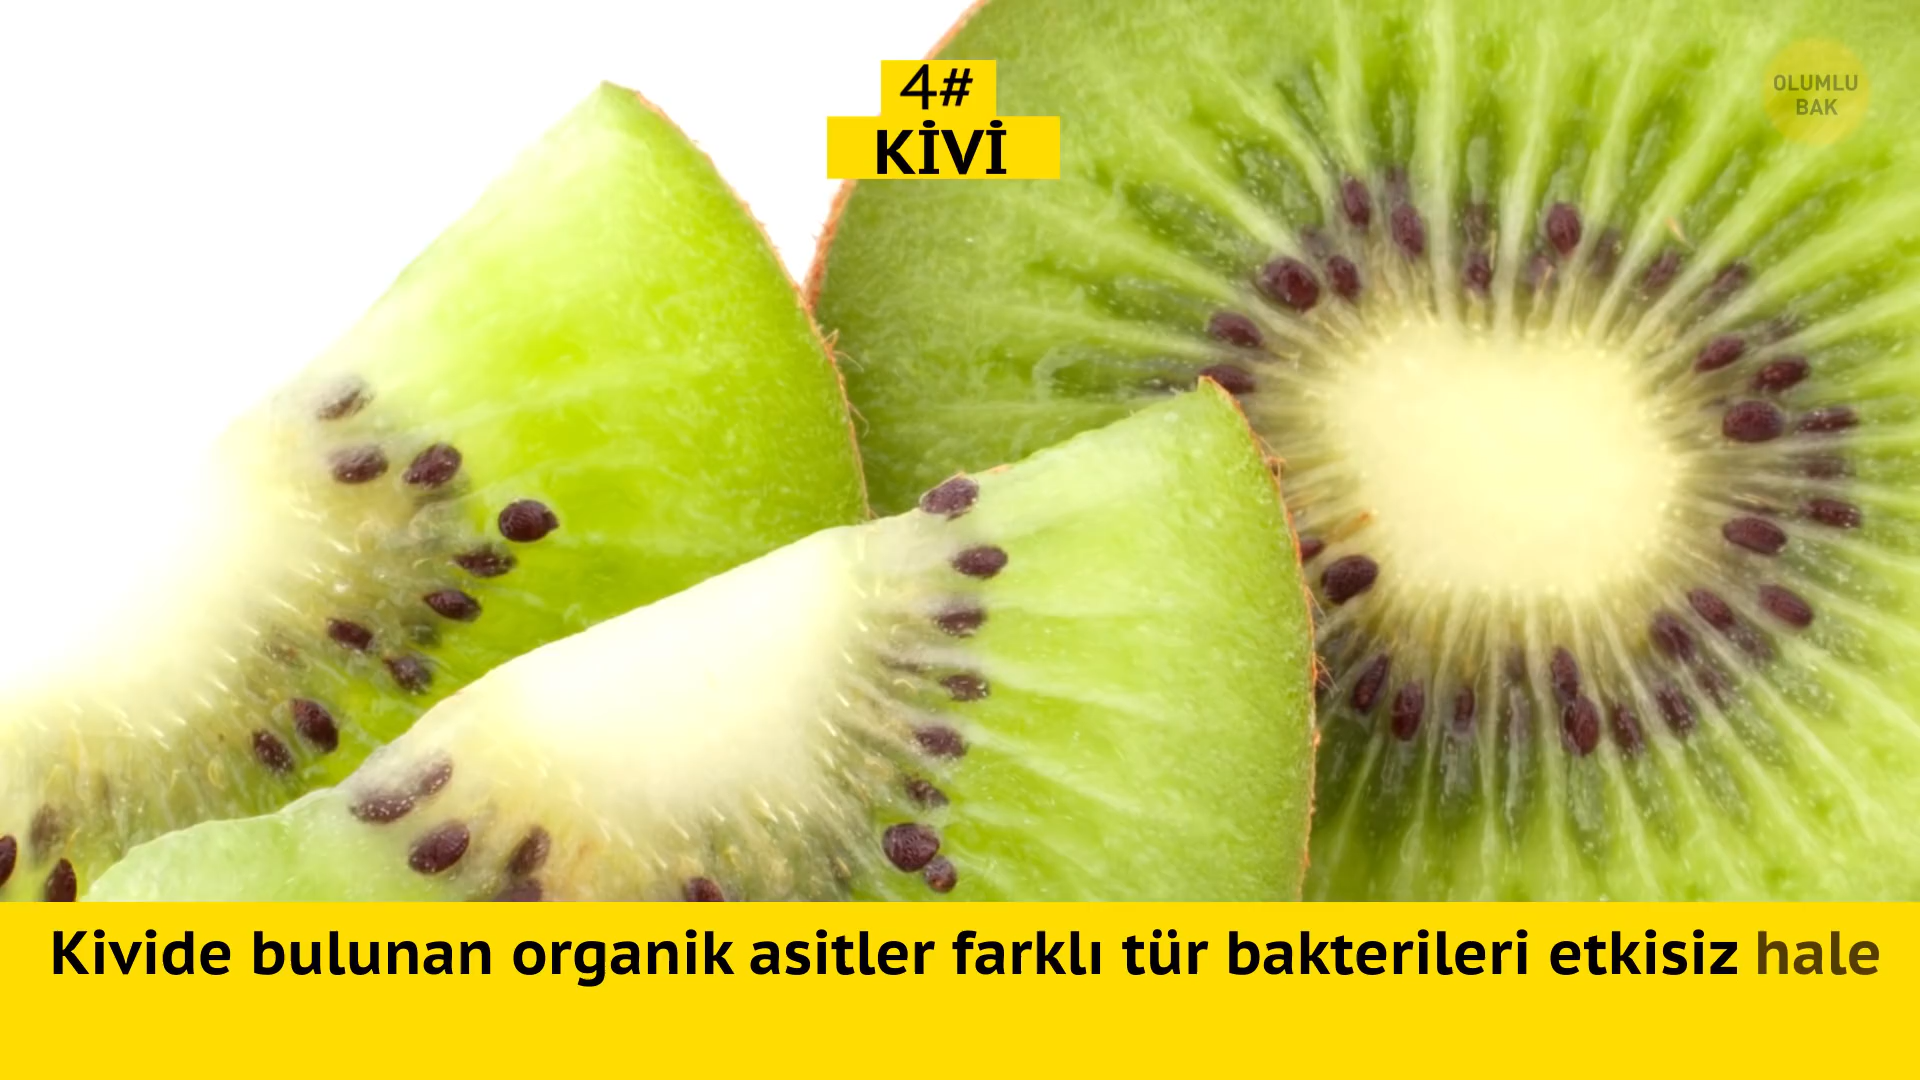 4#
KİVİ
OLUMLU
BAK
Kivide bulunan organik asitler farklı tür bakterileri etkisiz hale